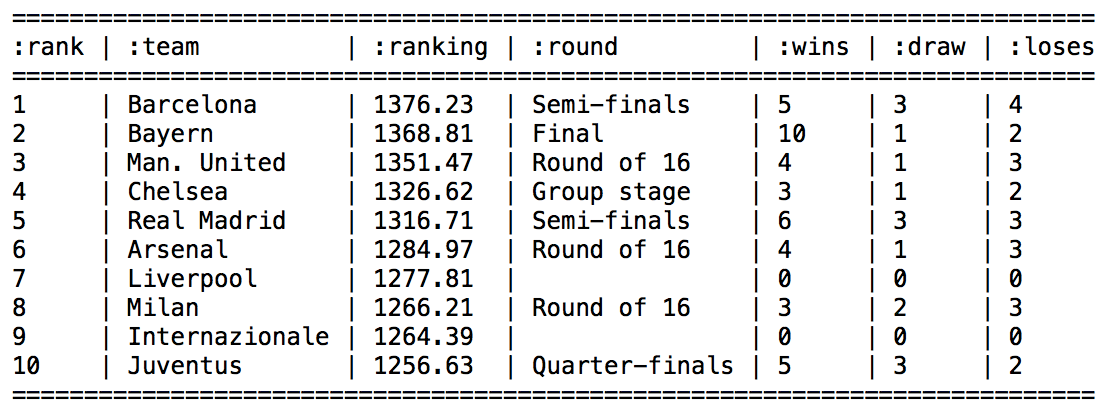 ===========================================================================
:rank | :team           | :ranking | :round         | :wins | :draw | :loses
===========================================================================
1     | Barcelona       | 1376.23  | Semi-finals    | 5     | 3     | 4
2     | Bayern          | 1368.81  | Final          | 10    | 1     | 2
3     | Man. United     | 1351.47  | Round of 16    | 4     | 1     | 3
4     | Chelsea         | 1326.62  | Group stage    | 3     | 1     | 2
5     | Real Madrid     | 1316.71  | Semi-finals    | 6     | 3     | 3
6     | Arsenal         | 1284.97  | Round of 16    | 4     | 1     | 3
7     | Liverpool       | 1277.81  |                | 0     | 0     | 0
8     | Milan           | 1266.21  | Round of 16    | 3     | 2     | 3
9     | Internazionale | 1264.39  |                | 0     | 0     | 0
10    | Juventus        | 1256.63  | Quarter-finals | 5     | 3     | 2
===========================================================================